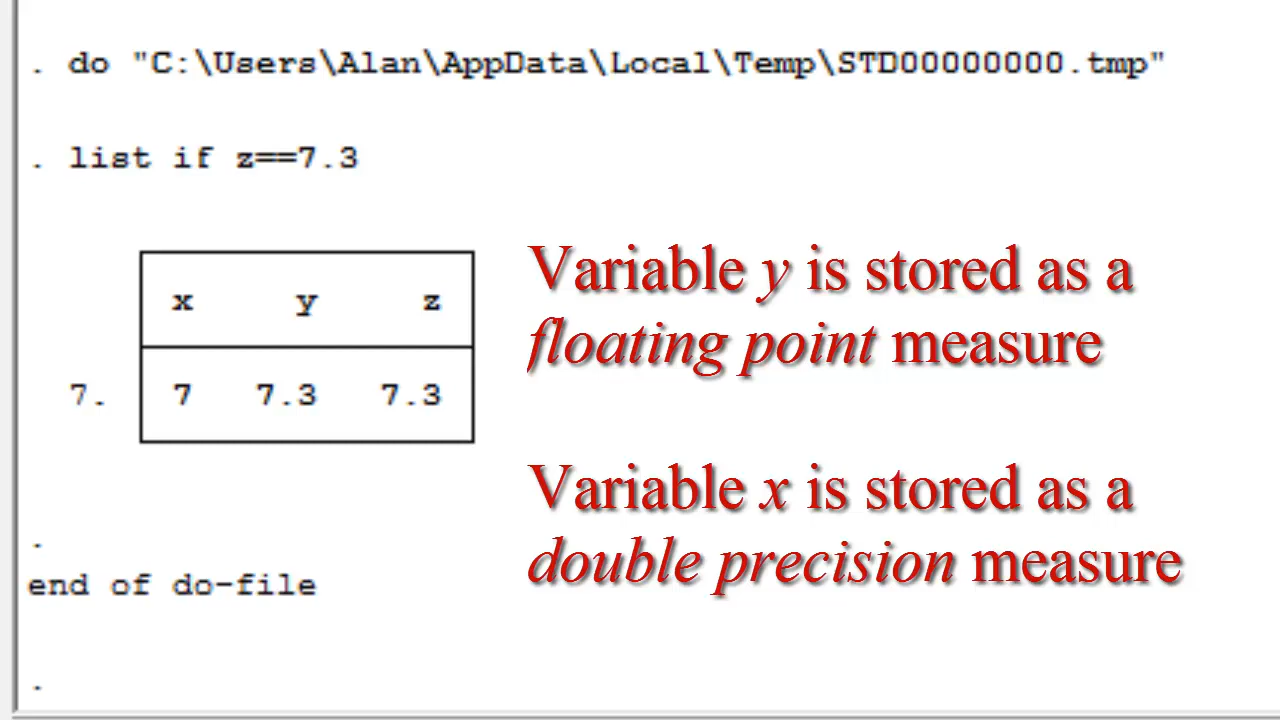 . do "C:\Users\Alan\AppData\Local\Temp\STD00000000.tmp"
. list if z==7.3
x y z
7. 7 7.3 7.3
Variable y is stored as a
floating point measure
Variable x is stored as a
double precision measure
.
end of do-file
.